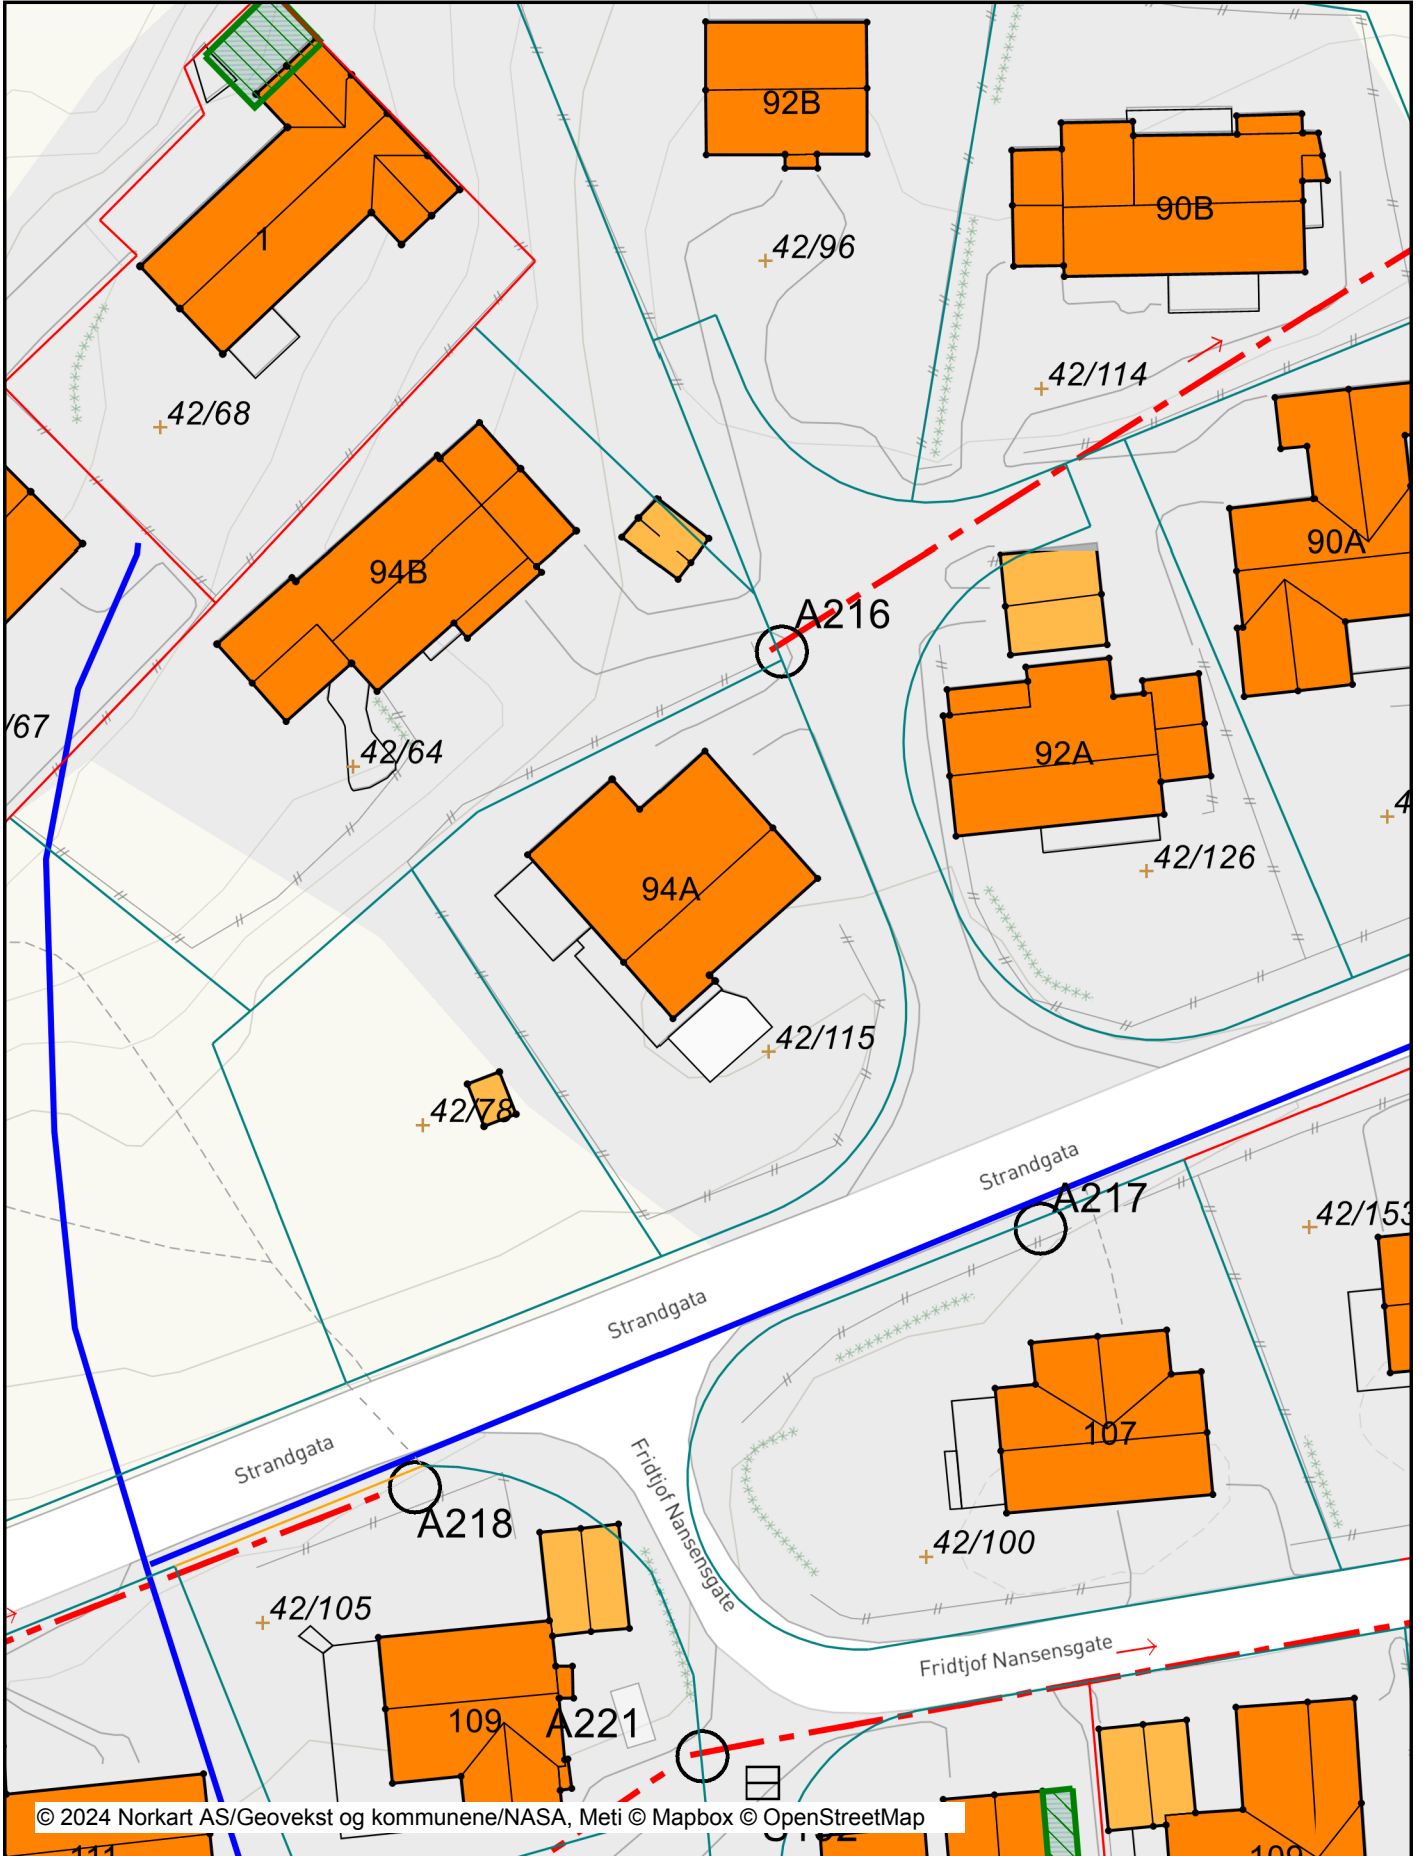 92B
90B
1
42/96
42/114
42/68
90A
94B
A216
/67
42/64
92A
42/126
94A
42/115
42/78
Strandgata
A217
42/153
Strandgata
107
Strandgata
Fridtjof Nansensgate
A218
42/100
42/105
Fridtjof Nansensgate
109
A221
© 2024 Norkart AS/Geovekst og kommunene/NASA, Meti © Mapbox © OpenStreetMap
111
109